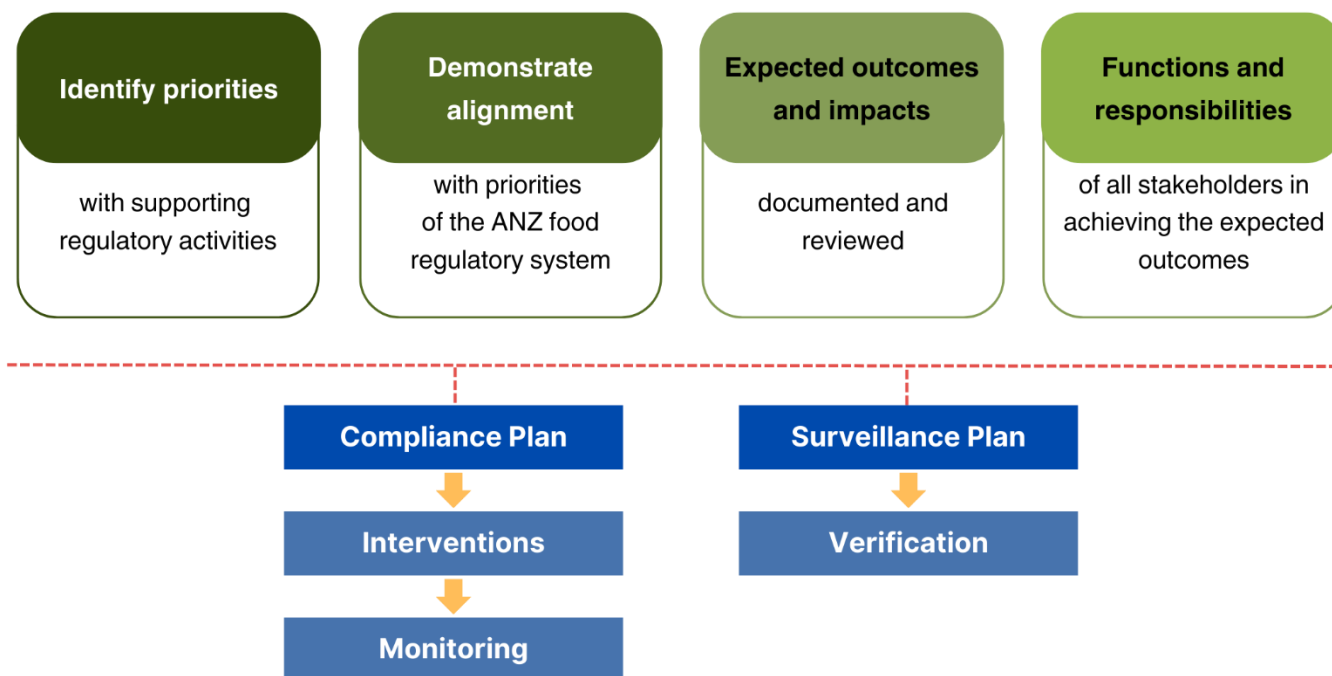 Identify priorities
with supporting
regulatory activities
Demonstrate
alignment
with priorities
of the ANZ food
regulatory system
Expected outcomes
and impacts
documented and
reviewed
Functions and
responsibilities
of all stakeholders in
achieving the expected
outcomes
Compliance Plan
Interventions
Monitoring
Surveillance Plan
Verification